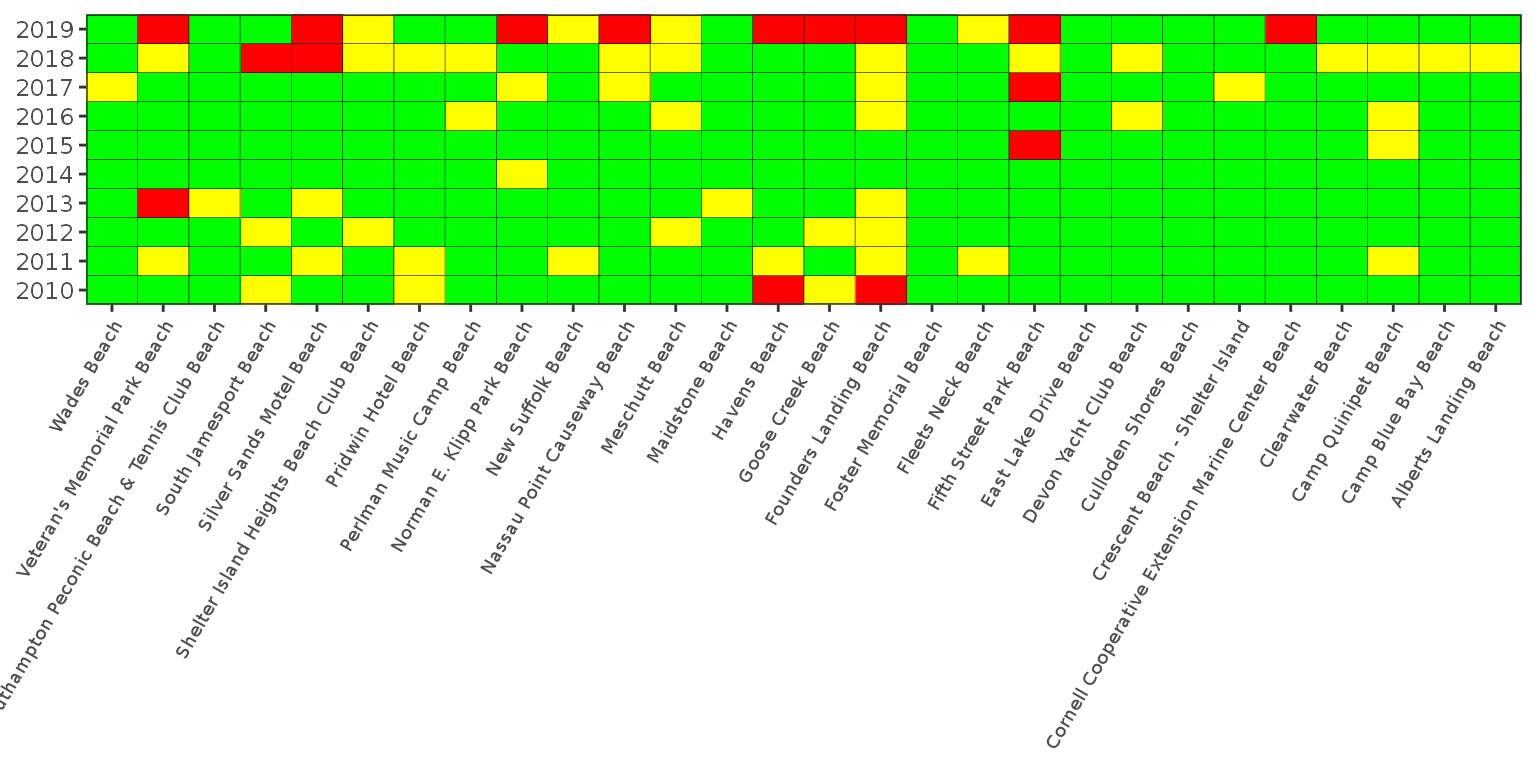 2019
2018
2017
2016
2015
2014
2013
2012
2011
2010
Wades Beach
Veteran's Memorial Park Beach
Peconic Beach & Tennis Club Beach
South Jamesport Beach
Silver Sands Motel Beach
Shelter Island Heights Beach Club Beach
Pridwin Hotel Beach
Perlman Music Camp Beach
Norman E. Klipp Park Beach
New Suffolk Beach
Nassau Point Causeway Beach
Meschutt Beach
Maidstone Beach
Havens Beach
Goose Creek Beach
Founders Landing Beach
Foster Memorial Beach
Fleets Neck Beach
Fifth Street Park Beach
East Lake Drive Beach
Devon Yacht Club Beach
Culloden Shores Beach
Crescent Beach - Shelter Island
Cornell Cooperative Extension Marine Center Beach
Clearwater Beach
Camp Quinipet Beach
Camp Blue Bay Beach
Alberts Landing Beach